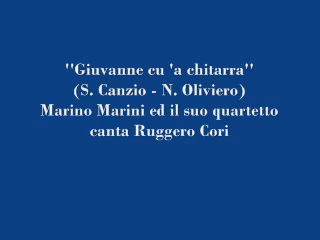 ''Giuvanne cu 'a chitarra''
(S. Canzio - N. Oliviero)
Marino Marini ed il suo quartetto
canta Ruggero Cori